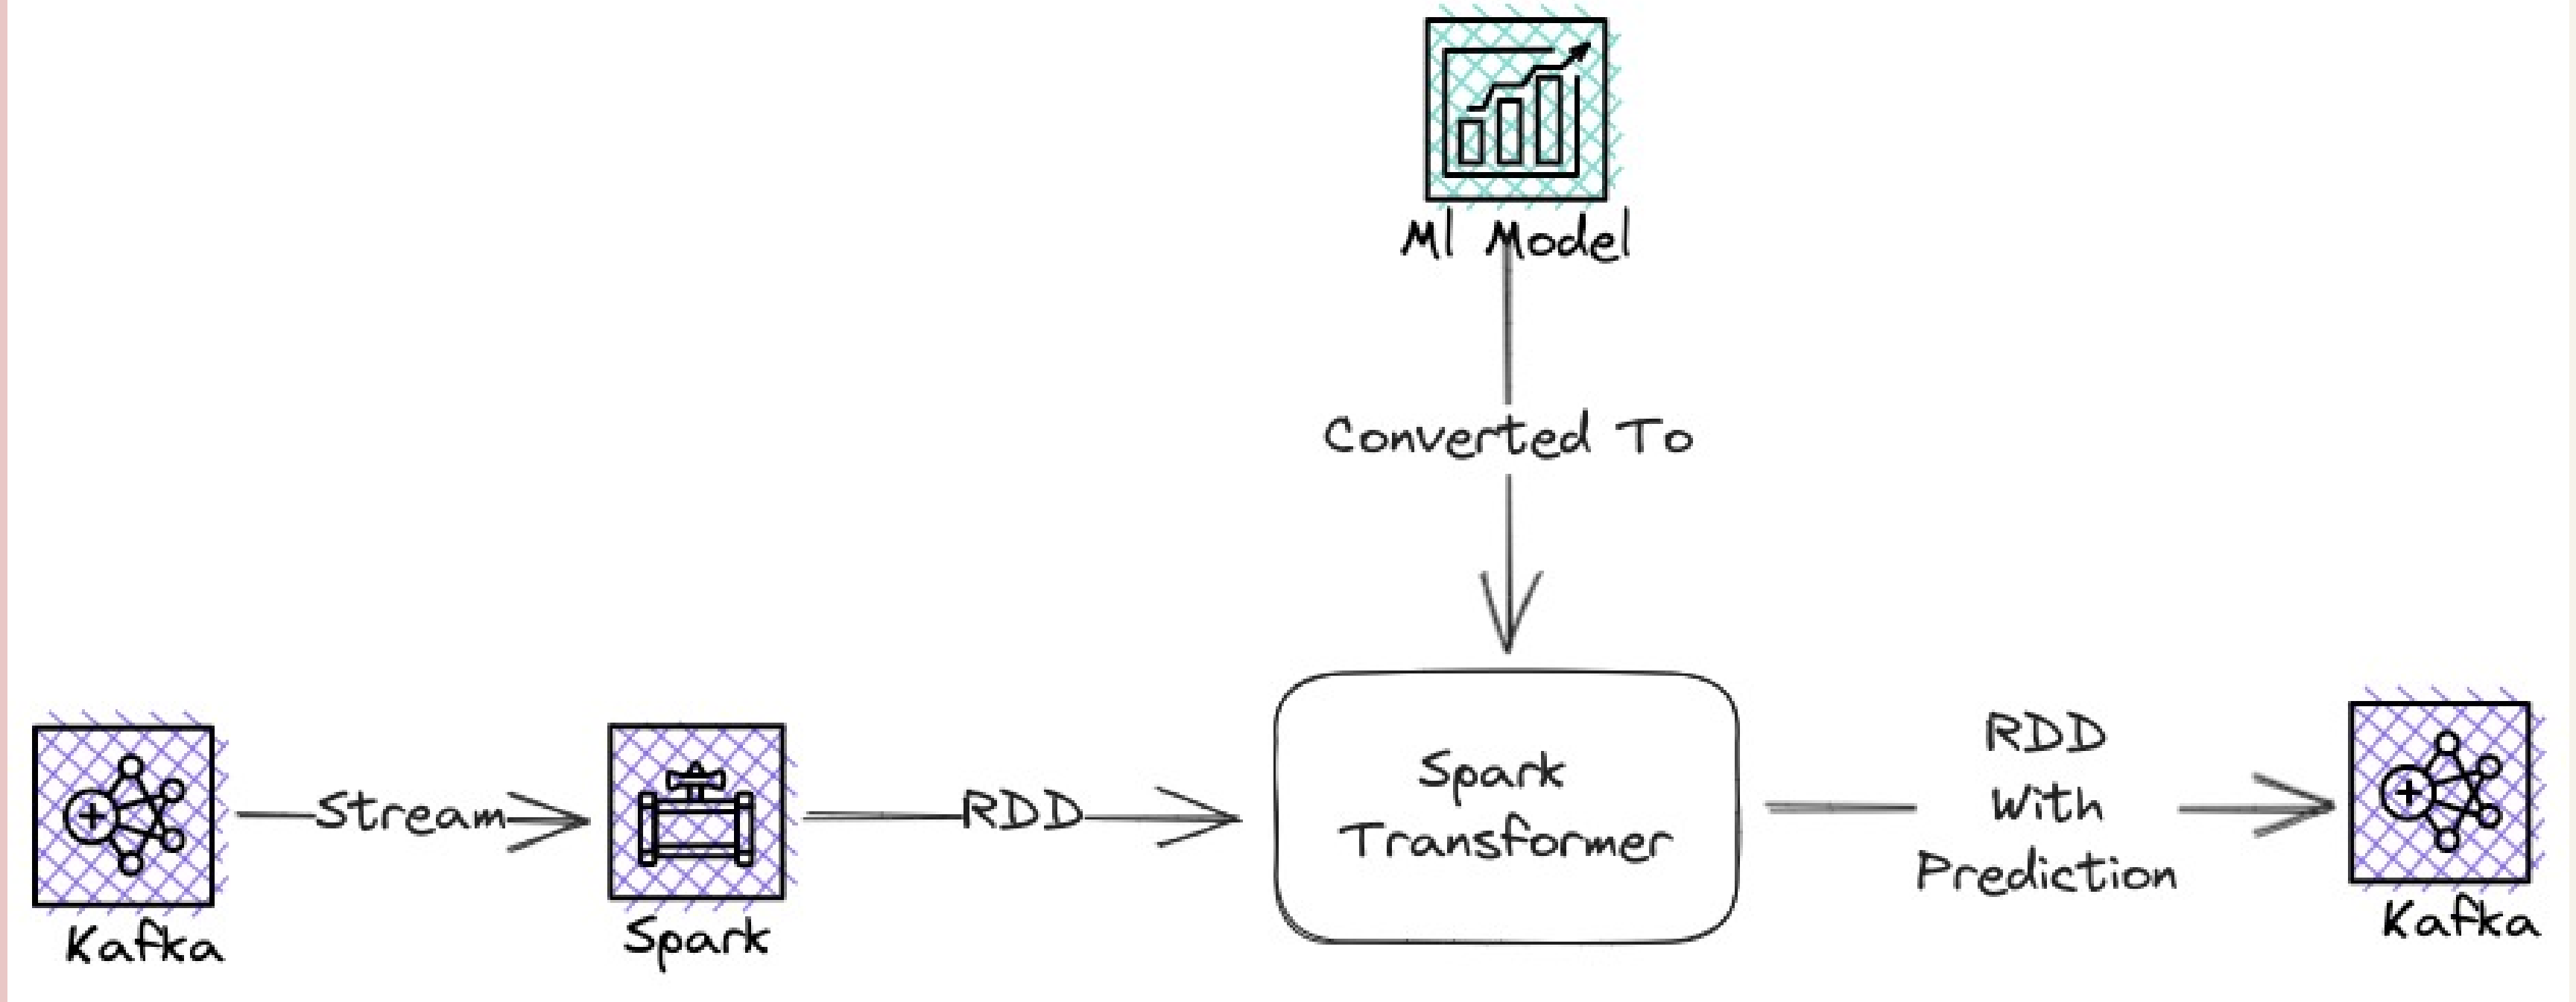 Ml Model
Converted To
Kafka
Stream
Spark
RDD
Spark
Transformer
RDD
With
Prediction
Kafka